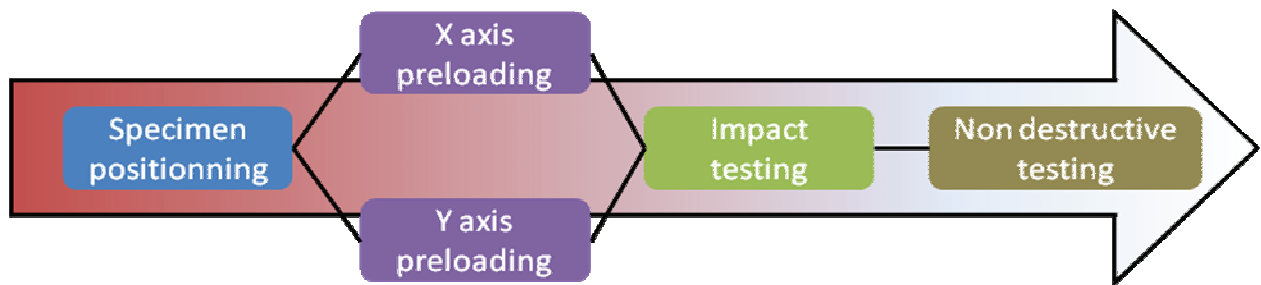 Specimen
positionning
X axis
preloading
Y axis
preloading
Impact
testing
Non destructive
testing